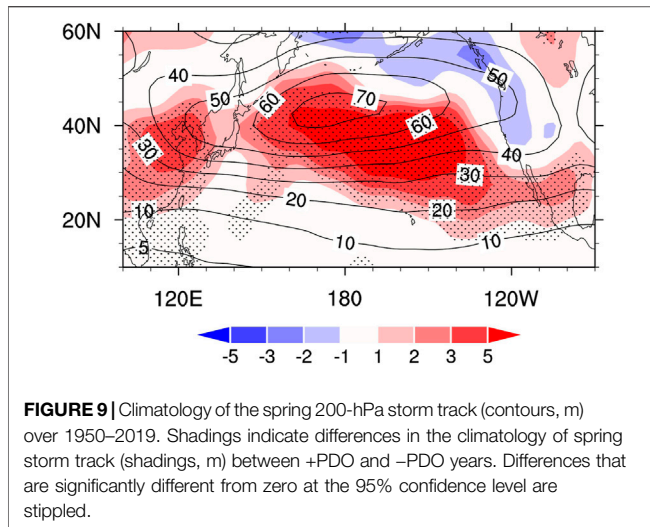 60N
40N
20N
40
50
60
70
60
50
40
30
30
20
20
10
10
10
5
120E 180 120W
-5 -3 -2 -1 1 2 3 5
FIGURE 9 | Climatology of the spring 200-hPa storm track (contours, m)
over 1950–2019. Shadings indicate differences in the climatology of spring
storm track (shadings, m) between +PDO and −PDO years. Differences that
are significantly different from zero at the 95% confidence level are
stippled.